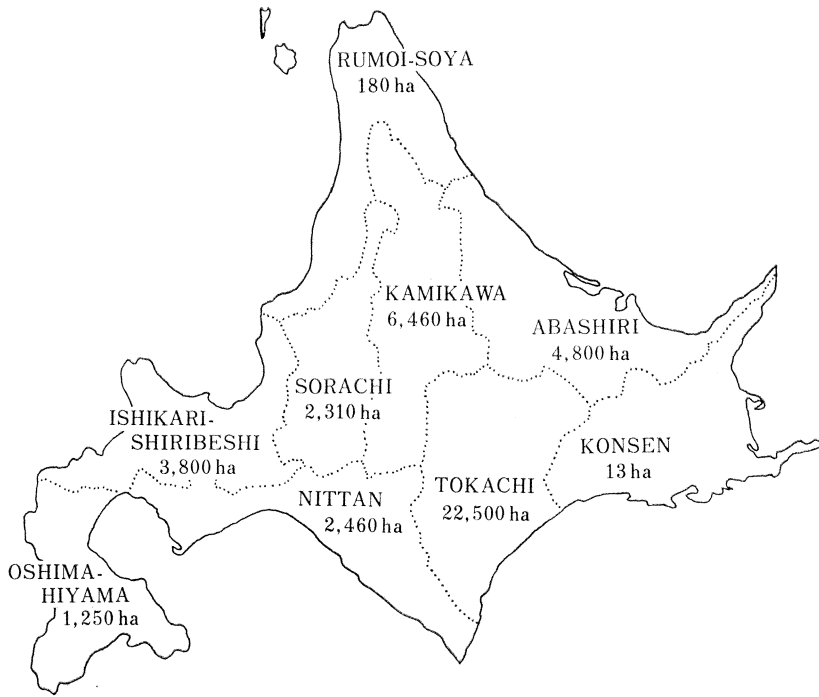 RUMOI-SOYA
180 ha
KAMIKAWA
6,460 ha
ABASHIRI
4,800 ha
SORACHI
2,310 ha
ISHIKARI-
SHIRIBESHI
3,800 ha
KONSEN
13 ha
TOKACHI
22,500 ha
NITTAN
2,460 ha
OSHIMA-
HIYAMA
1,250 ha